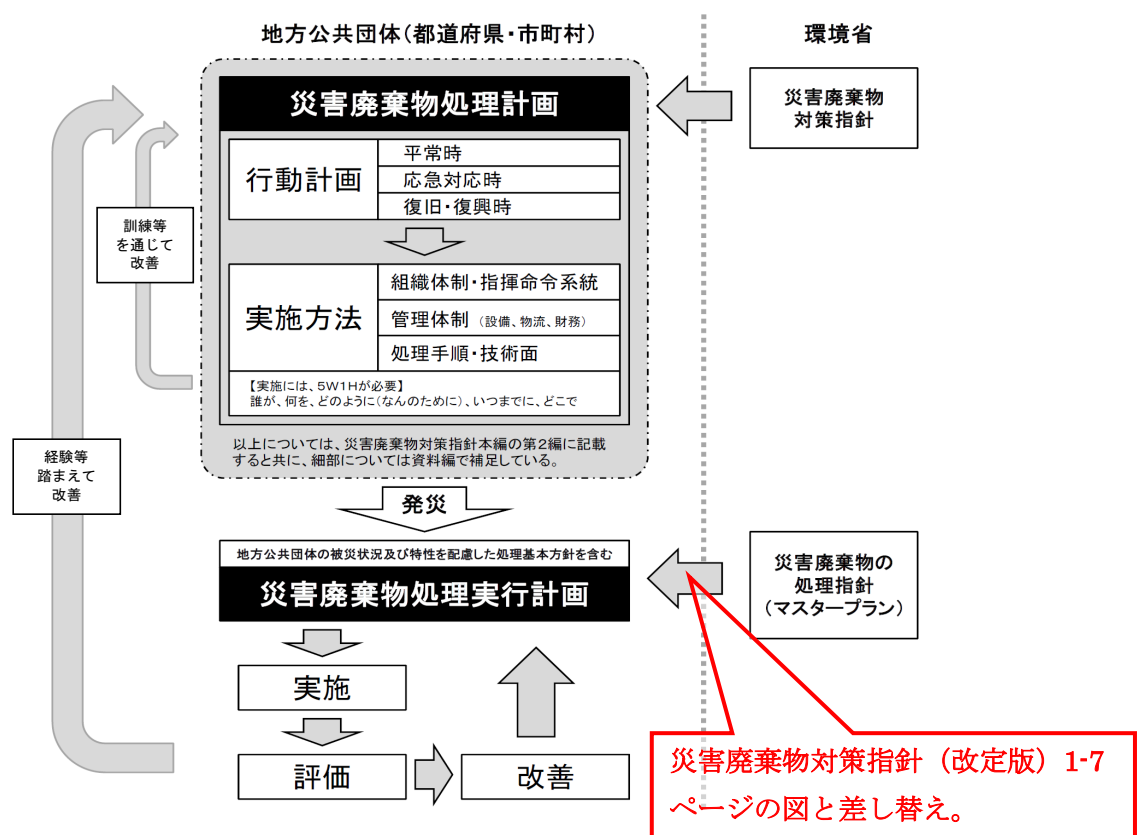 地方公共団体(都道府県・市町村)
環境省
災害廃棄物処理計画
災害廃棄物
対策指針
行動計画
平常時
応急対応時
復旧・復興時
訓練等
を通じて
改善
実施方法
組織体制・指揮命令系統
管理体制 (設備、物流、財務)
処理手順・技術面
【実施には、5W1Hが必要】
誰が、何を、どのように(なんのために)、いつまでに、どこで
以上については、災害廃棄物対策指針本編の第2編に記載
すると共に、細部については資料編で補足している。
経験等
踏まえて
改善
発災
地方公共団体の被災状況及び特性を配慮した処理基本方針を含む
災害廃棄物処理実行計画
災害廃棄物の
処理指針
(マスタープラン)
実施
評価
改善
災害廃棄物対策指針(改定版)1-7
ページの図と差し替え。